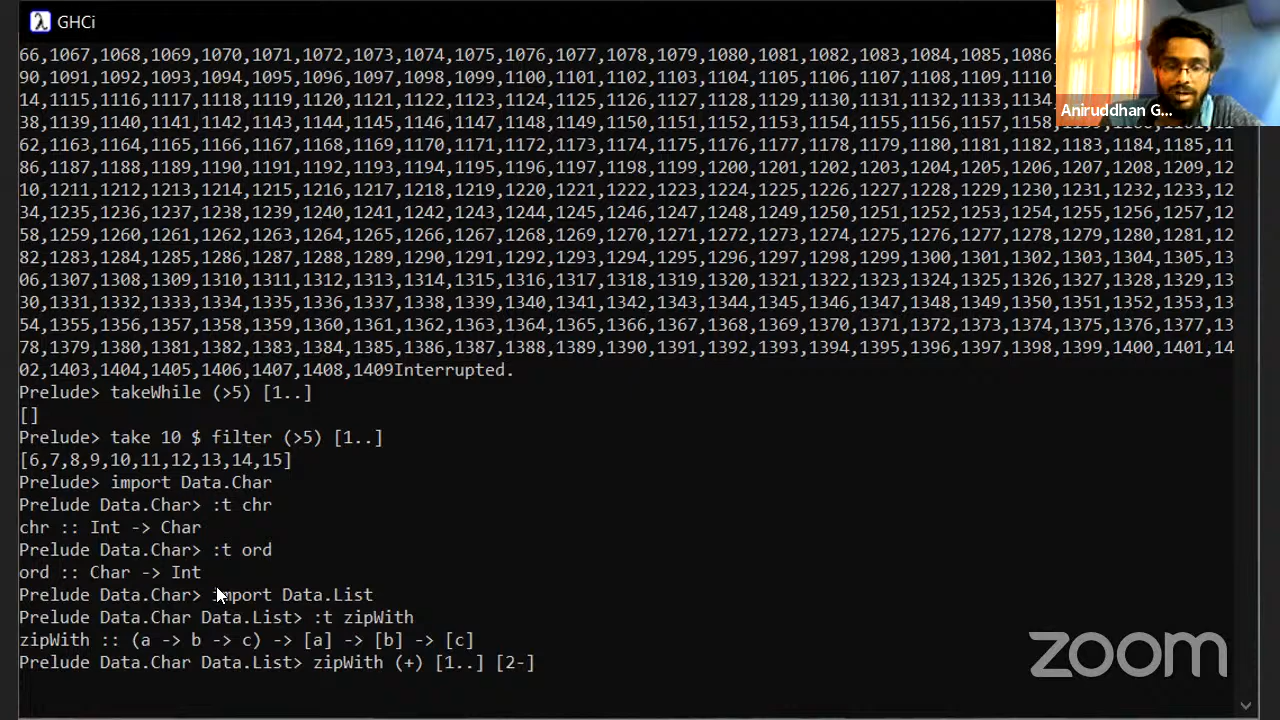 GHCi
66,1067,1068,1069,1070,1071,1072,1073,1074,1075,1076,1077,1078,1079,1080,1081,1082,1083,1084,1085,1086,
90,1091,1092,1093,1094,1095,1096,1097,1098,1099,1100,1101,1102,1103,1104,1105,1106,1107,1108,1109,1110,
14,1115,1116,1117,1118,1119,1120,1121,1122,1123,1124,1125,1126,1127,1128,1129,1130,1131,1132,1133,1134
Aniruddhan G...
38,1139,1140,1141,1142,1143,1144,1145,1146,1147,1148,1149,1150,1151,1152,1153,1154,1155,1156,1157,1158,
62,1163,1164,1165,1166,1167,1168,1169,1170,1171,1172,1173,1174,1175,1176,1177,1178,1179,1180,1181,1182,1183,1184,1185,11
86,1187,1188,1189,1190,1191,1192,1193,1194,1195,1196,1197,1198,1199,1200,1201,1202,1203,1204,1205,1206,1207,1208,1209,12
10,1211,1212,1213,1214,1215,1216,1217,1218,1219,1220,1221,1222,1223,1224,1225,1226,1227,1228,1229,1230,1231,1232,1233,12
34,1235,1236,1237,1238,1239,1240,1241,1242,1243,1244,1245,1246,1247,1248,1249,1250,1251,1252,1253,1254,1255,1256,1257,12
58,1259,1260,1261,1262,1263,1264,1265,1266,1267,1268,1269,1270,1271,1272,1273,1274,1275,1276,1277,1278,1279,1280,1281,12
82,1283,1284,1285,1286,1287,1288,1289,1290,1291,1292,1293,1294,1295,1296,1297,1298,1299,1300,1301,1302,1303,1304,1305,13
06,1307,1308,1309,1310,1311,1312,1313,1314,1315,1316,1317,1318,1319,1320,1321,1322,1323,1324,1325,1326,1327,1328,1329,13
30,1331,1332,1333,1334,1335,1336,1337,1338,1339,1340,1341,1342,1343,1344,1345,1346,1347,1348,1349,1350,1351,1352,1353,13
54,1355,1356,1357,1358,1359,1360,1361,1362,1363,1364,1365,1366,1367,1368,1369,1370,1371,1372,1373,1374,1375,1376,1377,13
78,1379,1380,1381,1382,1383,1384,1385,1386,1387,1388,1389,1390,1391,1392,1393,1394,1395,1396,1397,1398,1399,1400,1401,14
02,1403,1404,1405,1406,1407,1408,1409Interrupted.
Prelude> takeWhile (>5) [1..]
[]
Prelude> take 10 $ filter (>5) [1..]
[6,7,8,9,10,11,12,13,14,15]
Prelude> import Data.Char
Prelude Data.Char> :t chr
chr :: Int -> Char
Prelude Data.Char> :t ord
ord :: Char -> Int
Prelude Data.Char> import Data.List
Prelude Data.Char Data.List> :t zipWith
zipWith :: (a -> b -> c) -> [a] -> [b] -> [c]
Prelude Data.Char Data.List> zipWith (+) [1..] [2-]
zoom